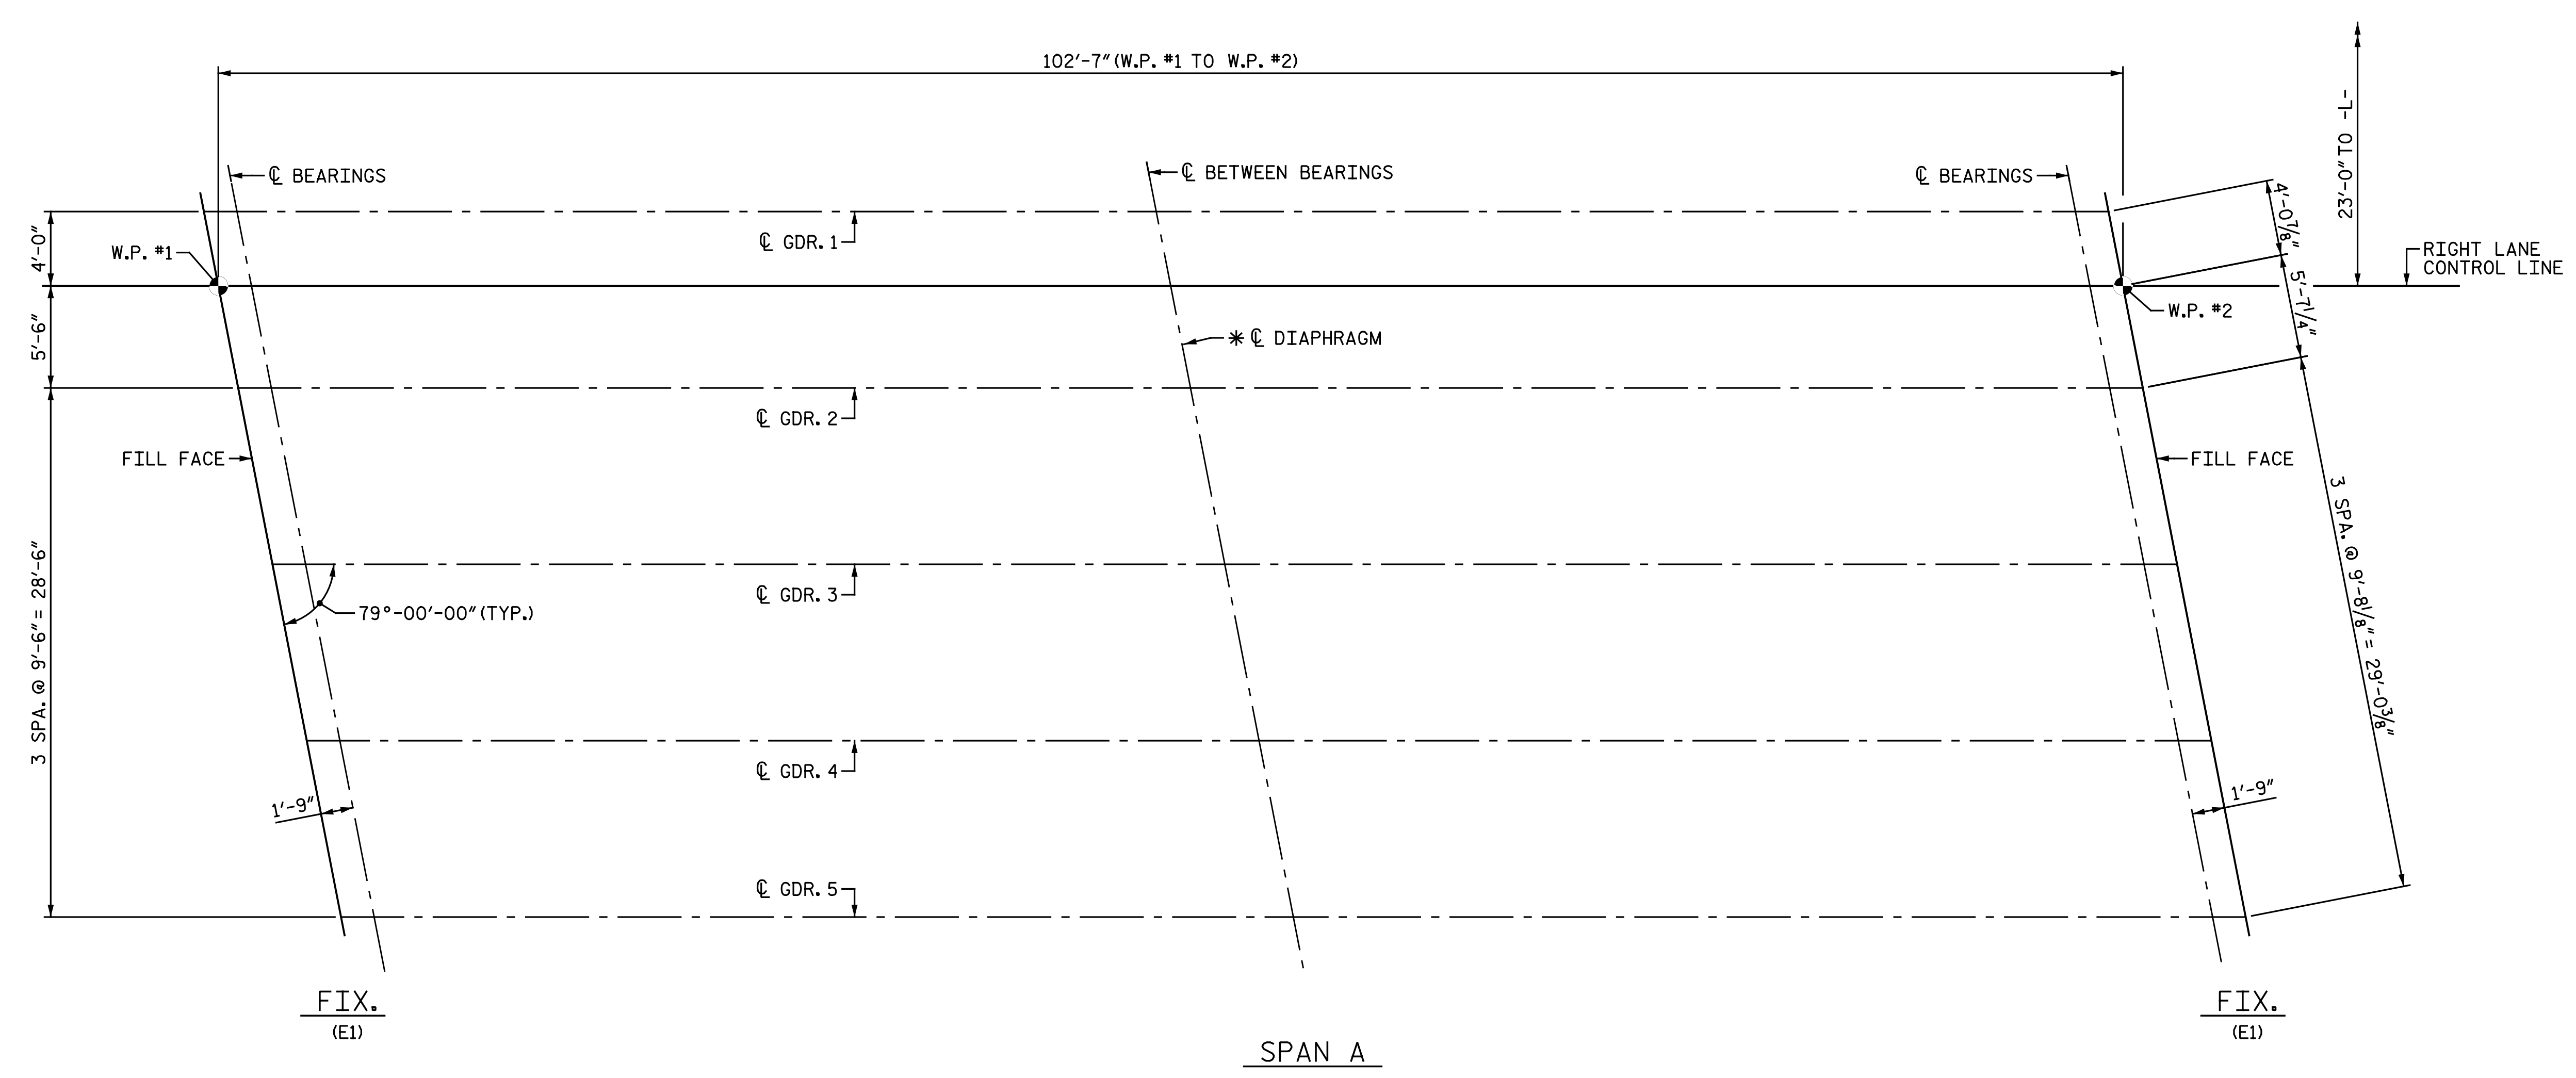 102'-7" (W.P. #1 TO W.P. #2)
23'-0" TO -L-
℄ BEARINGS
℄ BETWEEN BEARINGS
℄ BEARINGS
4'-0"
W.P. #1
℄ GDR. 1
4'-0⅞"
RIGHT LANE
CONTROL LINE
5'-6"
5'-7¼"
W.P. #2
✳ ℄ DIAPHRAGM
℄ GDR. 2
FILL FACE
FILL FACE
3 SPA. @ 9'-6" = 28'-6"
3 SPA. @ 9'-8⅛" = 29'-0⅜"
℄ GDR. 3
79°-00'-00" (TYP.)
℄ GDR. 4
1'-9"
1'-9"
℄ GDR. 5
FIX.
(E1)
FIX.
(E1)
SPAN A